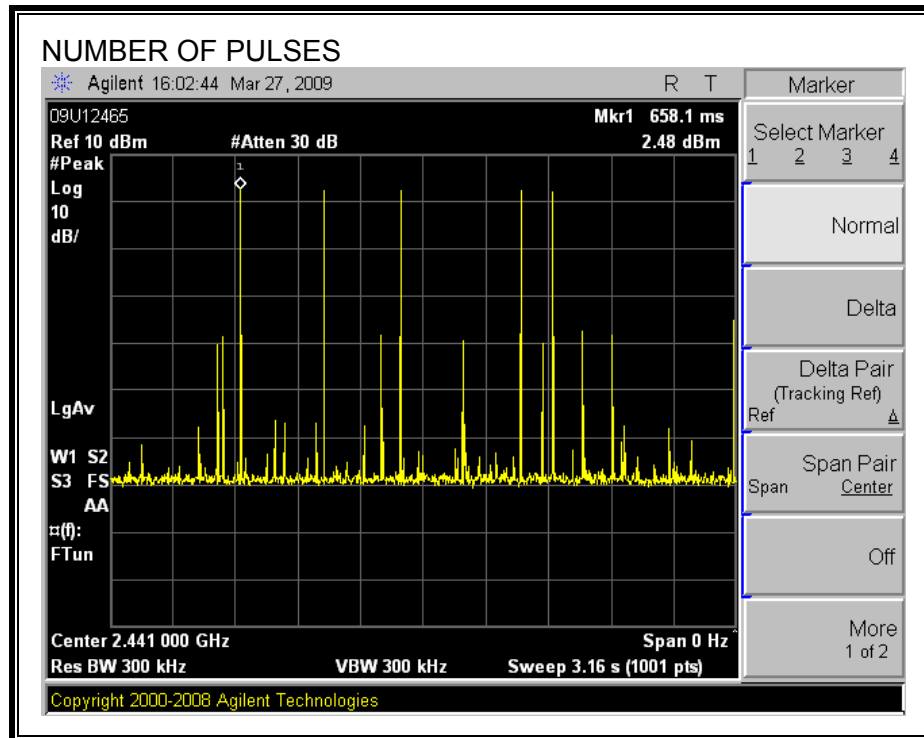 NUMBER OF PULSES
Agilent 16:02:44 Mar 27, 2009 R T
09U12465
Mkr1 658.1 ms
Ref 10 dBm #Atten 30 dB 2.48 dBm
#Peak
Log
10
dB/
1
LgAv
W1 S2
S3 FS
AA
¤(f):
FTun
Center 2.441 000 GHz Span 0 Hz^
Res BW 300 kHz VBW 300 kHz Sweep 3.16 s (1001 pts)
Copyright 2000-2008 Agilent Technologies
Marker
Select Marker
1 2 3 4
Normal
Delta
Delta Pair
(Tracking Ref)
Ref Δ
Span Pair
Span Center
Off
More
1 of 2